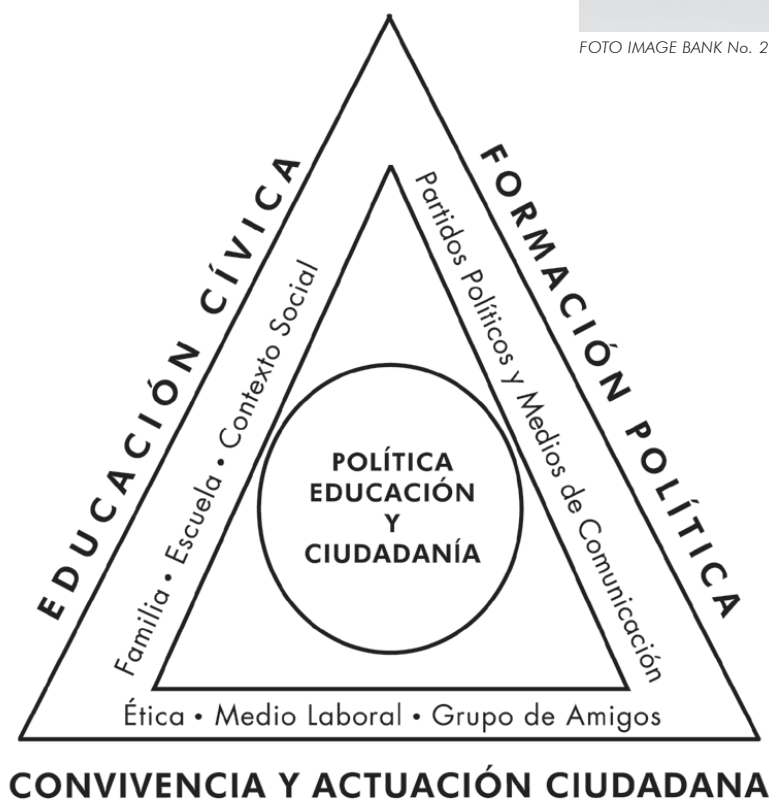 FOTO IMAGE BANK No. 2
EDUCACIÓN CÍVICA
FORMACIÓN POLÍTICA
Familia • Escuela • Contexto Social
Partidos Políticos y Medios de Comunicación
POLÍTICA
EDUCACIÓN
Y
CIUDADANÍA
Ética • Medio Laboral • Grupo de Amigos
CONVIVENCIA Y ACTUACIÓN CIUDADANA